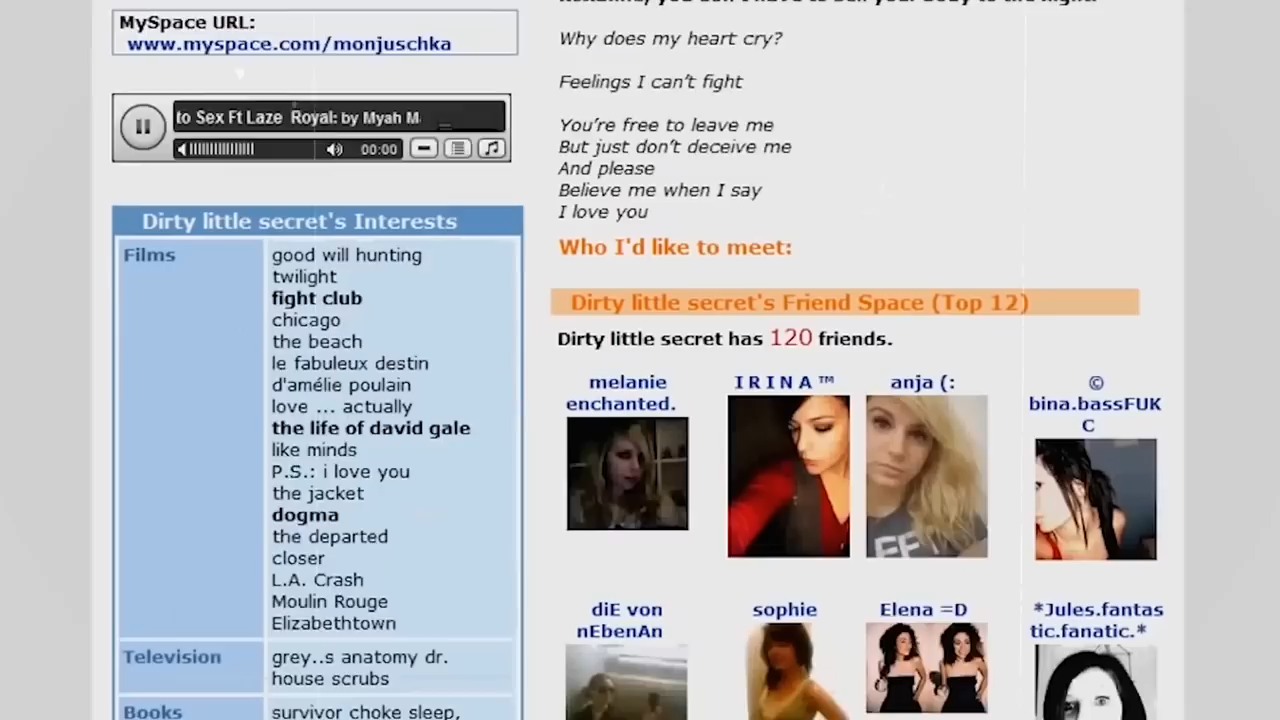 MySpace URL:
www.myspace.com/monjuschka
to Sex Ft Laze Royal: by Myah M
00:00
Dirty little secret's Interests
Films
good will hunting
twilight
fight club
chicago
the beach
le fabuleux destin
d'amélie poulain
love ... actually
the life of david gale
like minds
P.S.: i love you
the jacket
dogma
the departed
closer
L.A. Crash
Moulin Rouge
Elizabethtown
Television
grey..s anatomy dr.
house scrubs
Books
survivor choke sleep,
Why does my heart cry?
Feelings I can't fight
You're free to leave me
But just don't deceive me
And please
Believe me when I say
I love you
Who I'd like to meet:
Dirty little secret's Friend Space (Top 12)
Dirty little secret has 120 friends.
melanie
enchanted.
I R I N A ™
anja (:
©
bina.bassFUK
C
diE von
nEbenAn
sophie
Elena =D
*Jules.fantas
tic.fanatic.*